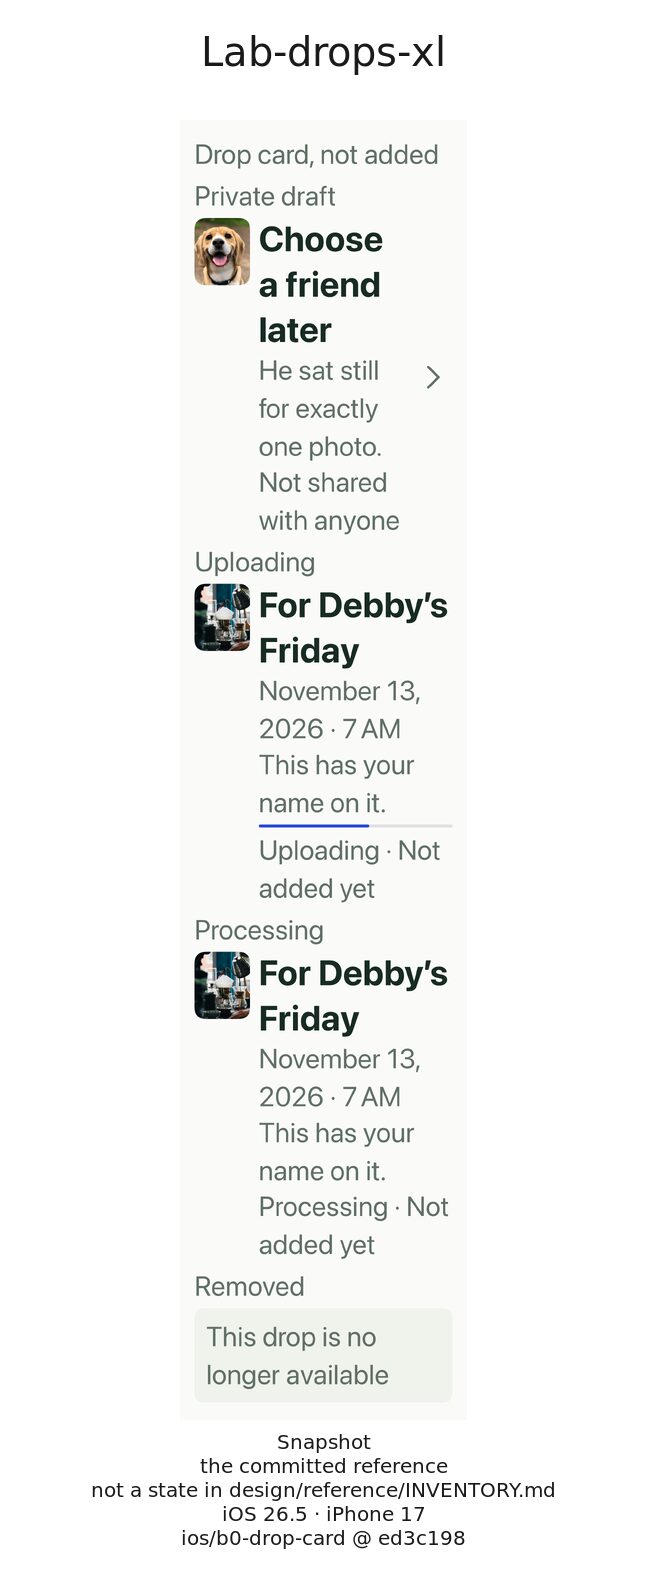 Lab-drops-xl
Drop card, not added
Private draft
Choose
a friend
later
He sat still
for exactly
one photo.
Not shared
with anyone
Uploading
For Debby’s
Friday
November 13,
2026 · 7 AM
This has your
name on it.
Uploading · Not
added yet
Processing
For Debby’s
Friday
November 13,
2026 · 7 AM
This has your
name on it.
Processing · Not
added yet
Removed
This drop is no
longer available
Snapshot
the committed reference
not a state in design/reference/INVENTORY.md
iOS 26.5 · iPhone 17
ios/b0-drop-card @ ed3c198